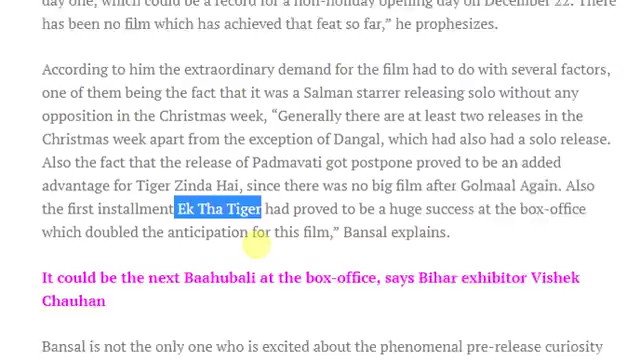 day one, which could be a record for a non-holiday opening day on December 22. There
has been no film which has achieved that feat so far,” he prophesizes.
According to him the extraordinary demand for the film had to do with several factors,
one of them being the fact that it was a Salman starrer releasing solo without any
opposition in the Christmas week, “Generally there are at least two releases in the
Christmas week apart from the exception of Dangal, which had also had a solo release.
Also the fact that the release of Padmavati got postpone proved to be an added
advantage for Tiger Zinda Hai, since there was no big film after Golmaal Again. Also
the first installment Ek Tha Tiger had proved to be a huge success at the box-office
which doubled the anticipation for this film,” Bansal explains.
It could be the next Baahubali at the box-office, says Bihar exhibitor Vishek
Chauhan
Bansal is not the only one who is excited about the phenomenal pre-release curiosity